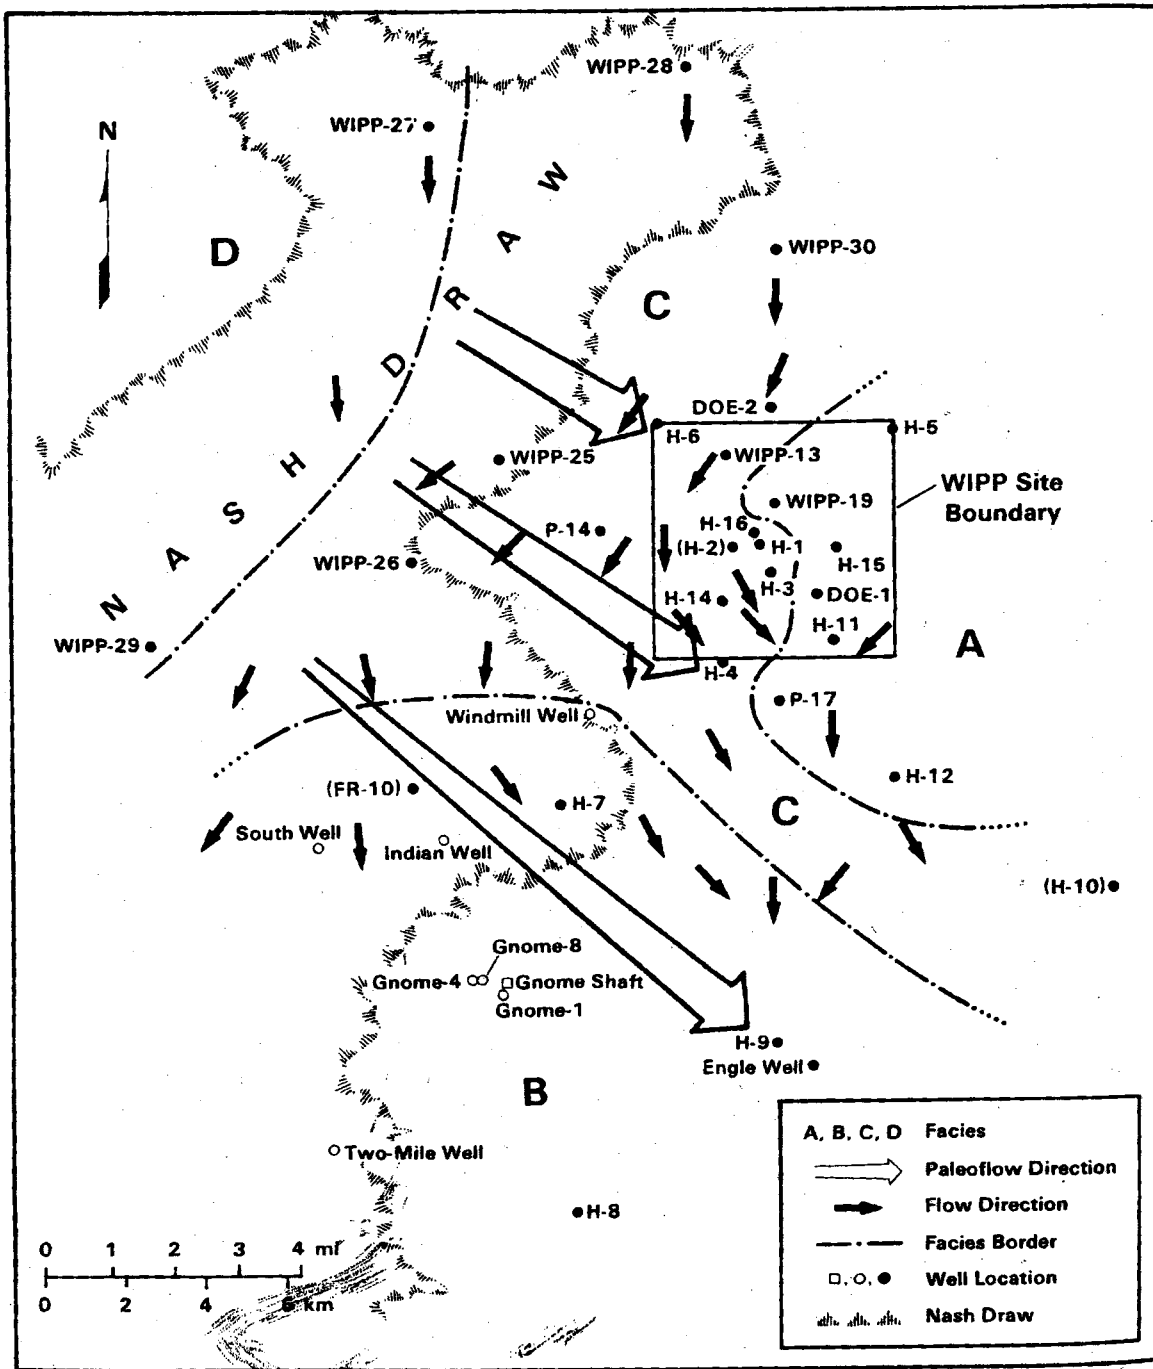 WIPP-28
N
WIPP-27
D
WIPP-30
C
NASH DRAW
DOE-2
H-6
H-5
WIPP-25
WIPP-13
WIPP Site
Boundary
WIPP-19
P-14
H-16
(H-2)
H-1
H-15
WIPP-26
H-3
H-14
DOE-1
H-11
WIPP-29
A
H-4
Windmill Well
P-17
(FR-10)
H-7
H-12
C
South Well
Indian Well
(H-10)
Gnome-8
Gnome-4
Gnome Shaft
Gnome-1
H-9
Engle Well
B
Two-Mile Well
H-8
A, B, C, D Facies
Paleoflow Direction
Flow Direction
Facies Border
Well Location
Nash Draw
0 1 2 3 4 mi
0 2 4 6 km